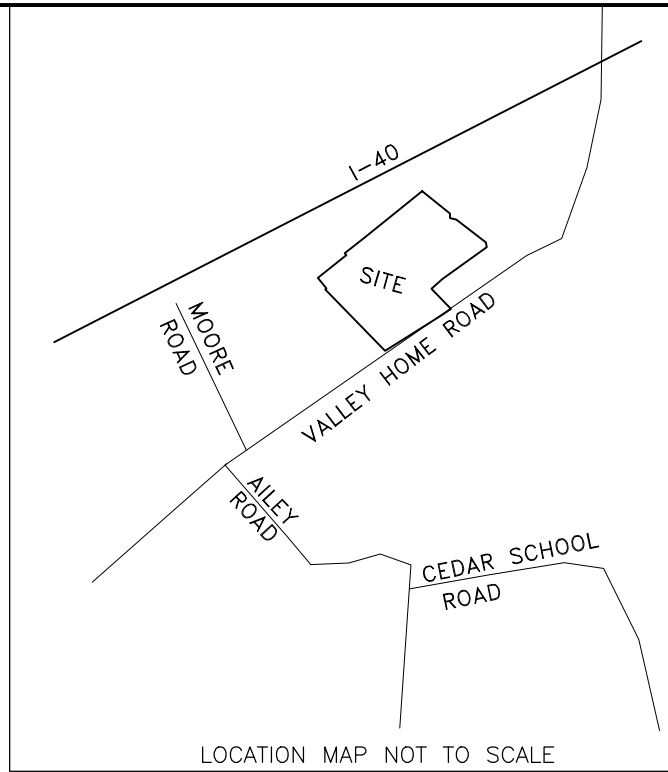 I-40
SITE
MOORE
ROAD
VALLEY HOME ROAD
AILEY
ROAD
CEDAR SCHOOL
ROAD
LOCATION MAP NOT TO SCALE